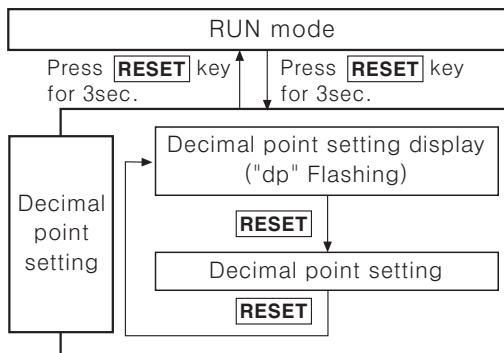 RUN mode
Press RESET key
for 3sec.
Press RESET key
for 3sec.
Decimal
point
setting
Decimal point setting display
("dp" Flashing)
RESET
Decimal point setting
RESET